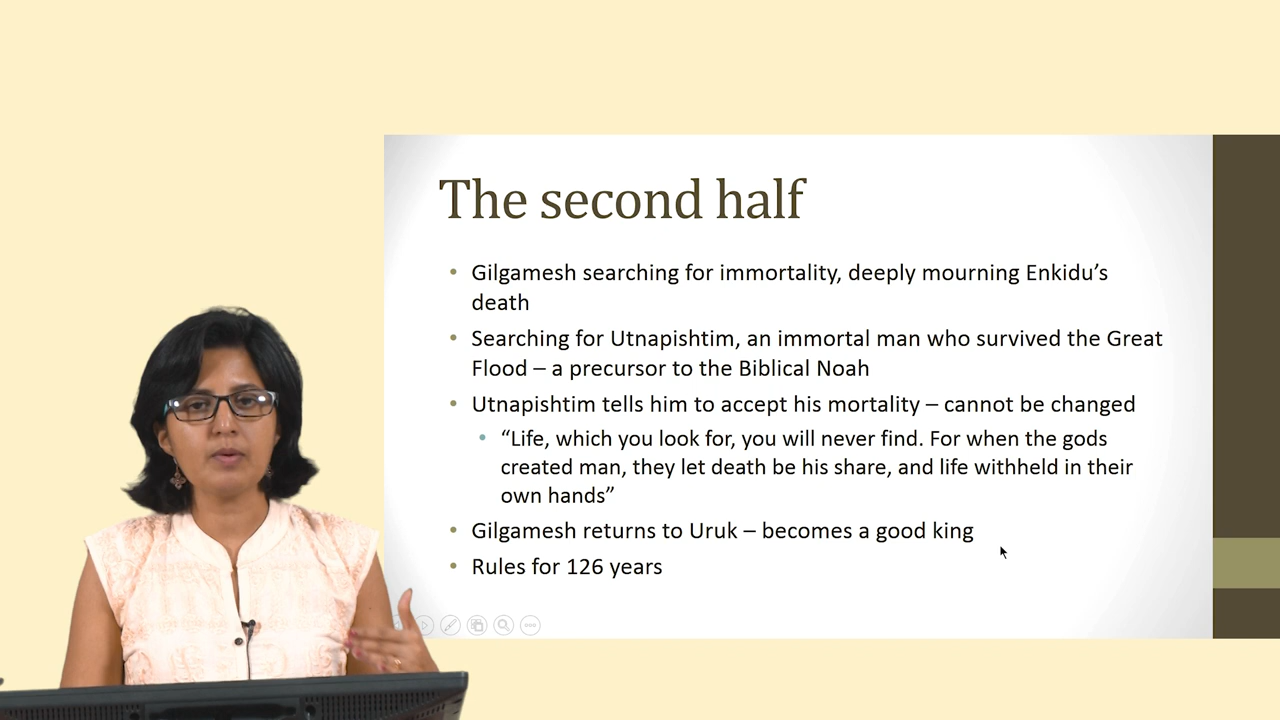 The second half
• Gilgamesh searching for immortality, deeply mourning Enkidu’s
death
• Searching for Utnapishtim, an immortal man who survived the Great
Flood – a precursor to the Biblical Noah
• Utnapishtim tells him to accept his mortality – cannot be changed
• “Life, which you look for, you will never find. For when the gods
created man, they let death be his share, and life withheld in their
own hands”
• Gilgamesh returns to Uruk – becomes a good king
• Rules for 126 years